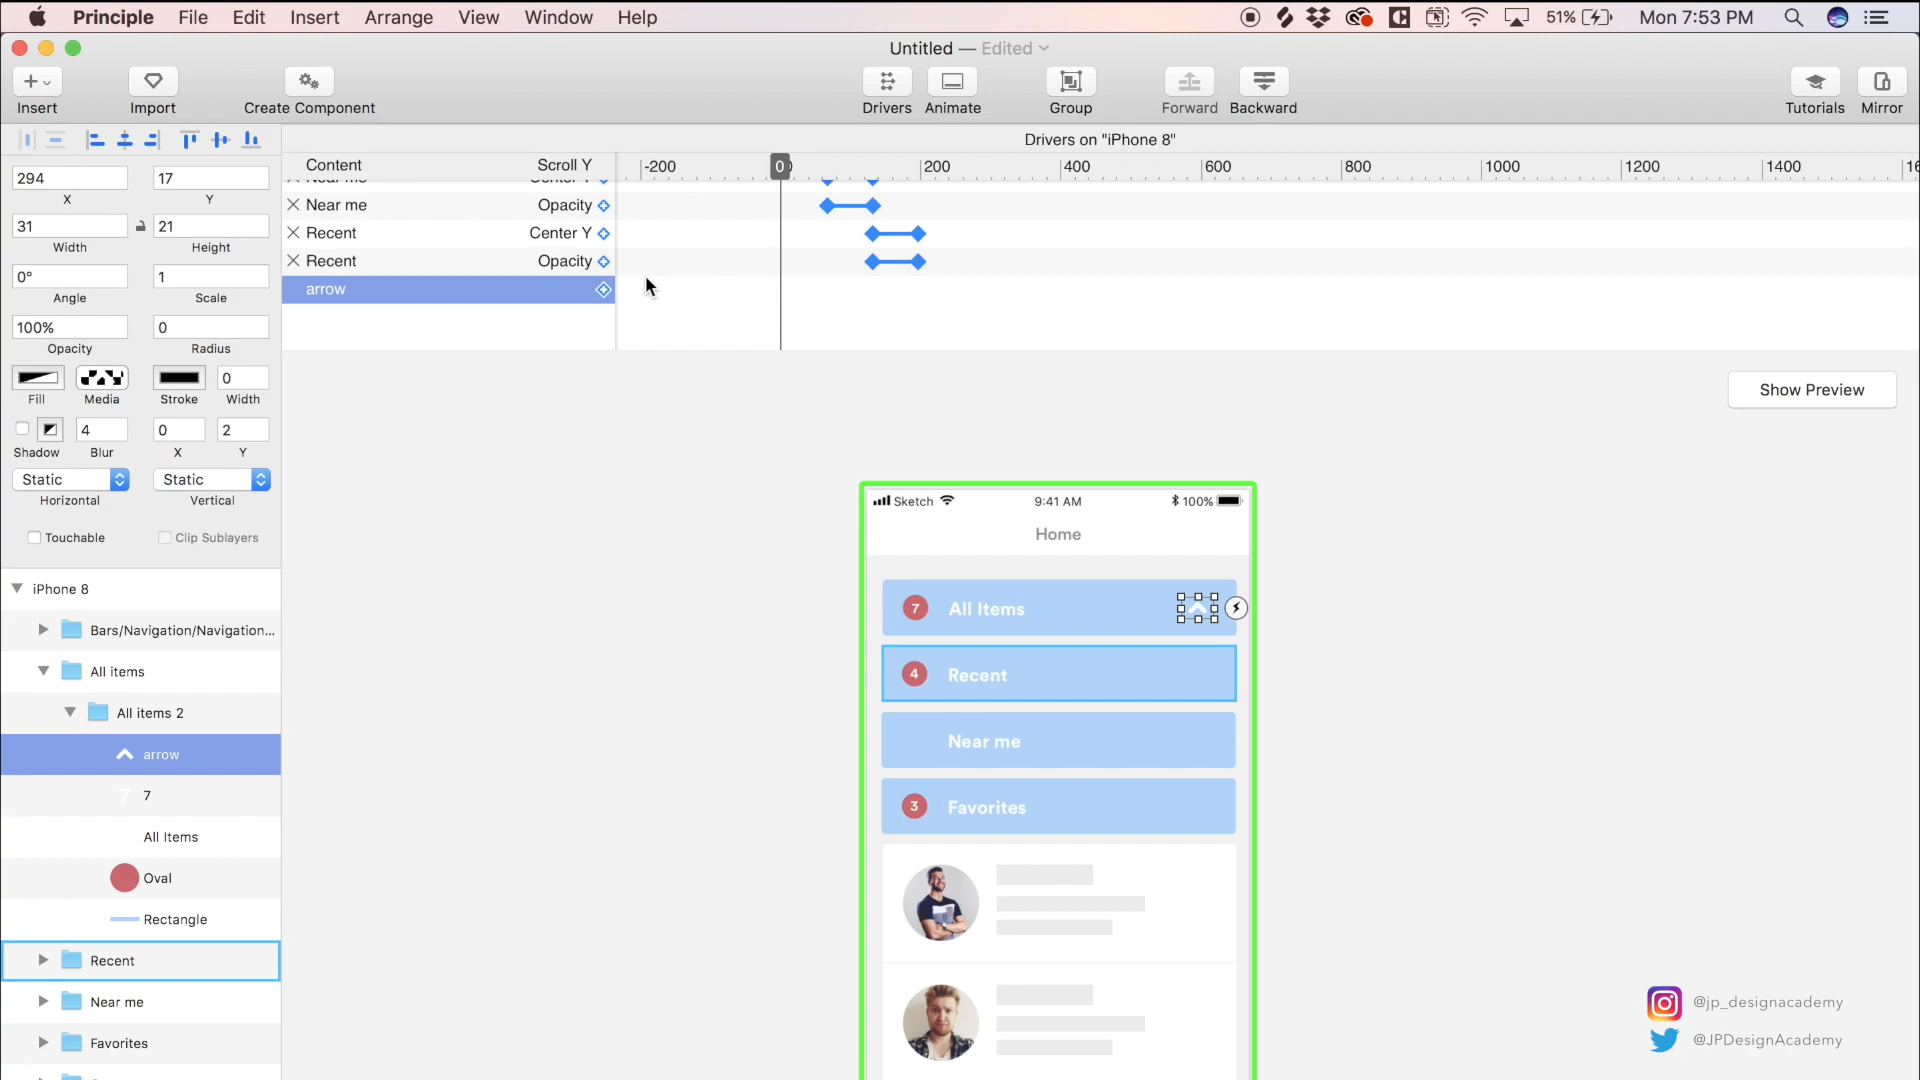 Principle File Edit Insert Arrange View Window Help
51% Mon 7:53 PM
Untitled — Edited
Insert Import Create Component Drivers Animate Group Forward Backward Tutorials Mirror
Drivers on "iPhone 8"
Content Scroll Y -200 0 200 400 600 800 1000 1200 1400
Near me Center Y
Near me Opacity
Recent Center Y
Recent Opacity
arrow
294 17
X Y
31 21
Width Height
0° 1
Angle Scale
100% 0
Opacity Radius
0
Fill Media Stroke Width
4 0 2
Shadow Blur X Y
Static Static
Horizontal Vertical
Touchable Clip Sublayers
iPhone 8
Bars/Navigation/Navigation...
All items
All items 2
arrow
7 7
All Items
Oval
Rectangle
Recent
Near me
Favorites
Show Preview
Sketch 9:41 AM 100%
Home
7 All Items
4 Recent
Near me
3 Favorites
@jp_designacademy
@JPDesignAcademy